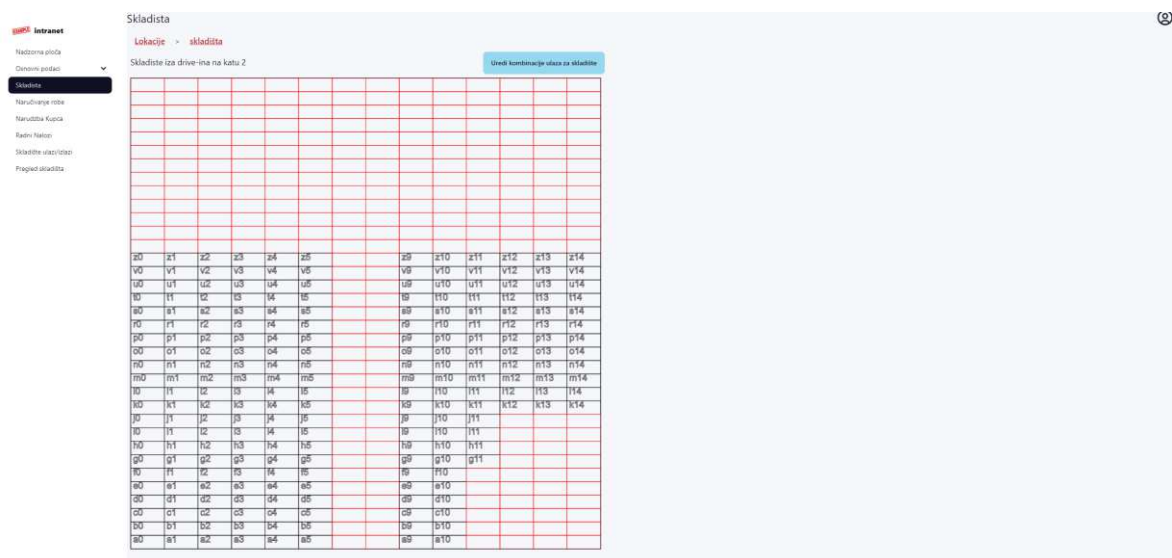 Skladista
SIMPLE intranet
Lokacije > skladišta
Nadzorna ploča
Osnovni podaci
Skladiste iza drive-ina na katu 2
Uredi kombinacije ulaza za skladište
Skladista
Naručivanje robe
Narudžba Kupca
Radni Nalozi
Skladište ulazi/izlazi
Pregled skladišta
z0 z1 z2 z3 z4 z5 z9 z10 z11 z12 z13 z14
v0 v1 v2 v3 v4 v5 v9 v10 v11 v12 v13 v14
u0 u1 u2 u3 u4 u5 u9 u10 u11 u12 u13 u14
t0 t1 t2 t3 t4 t5 t9 t10 t11 t12 t13 t14
s0 s1 s2 s3 s4 s5 s9 s10 s11 s12 s13 s14
r0 r1 r2 r3 r4 r5 r9 r10 r11 r12 r13 r14
p0 p1 p2 p3 p4 p5 p9 p10 p11 p12 p13 p14
o0 o1 o2 o3 o4 o5 o9 o10 o11 o12 o13 o14
n0 n1 n2 n3 n4 n5 n9 n10 n11 n12 n13 n14
m0 m1 m2 m3 m4 m5 m9 m10 m11 m12 m13 m14
l0 l1 l2 l3 l4 l5 l9 l10 l11 l12 l13 l14
k0 k1 k2 k3 k4 k5 k9 k10 k11 k12 k13 k14
j0 j1 j2 j3 j4 j5 j9 j10 j11
i0 i1 i2 i3 i4 i5 i9 i10 i11
h0 h1 h2 h3 h4 h5 h9 h10 h11
g0 g1 g2 g3 g4 g5 g9 g10 g11
f0 f1 f2 f3 f4 f5 f9 f10
e0 e1 e2 e3 e4 e5 e9 e10
d0 d1 d2 d3 d4 d5 d9 d10
c0 c1 c2 c3 c4 c5 c9 c10
b0 b1 b2 b3 b4 b5 b9 b10
a0 a1 a2 a3 a4 a5 a9 a10